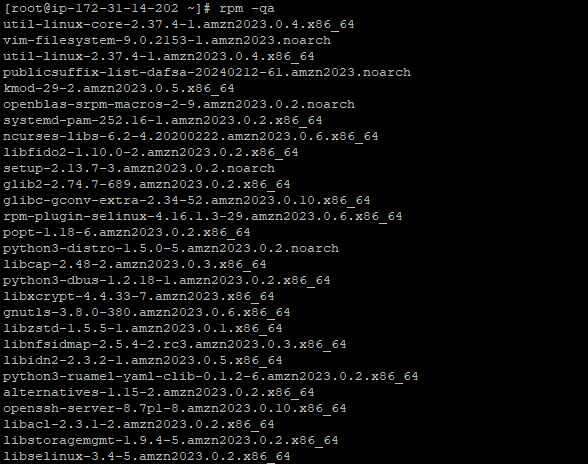 [root@ip-172-31-14-202 ~]# rpm -qa
util-linux-core-2.37.4-1.amzn2023.0.4.x86_64
vim-filesystem-9.0.2153-1.amzn2023.noarch
util-linux-2.37.4-1.amzn2023.0.4.x86_64
publicsuffix-list-dafsa-20240212-61.amzn2023.noarch
kmod-29-2.amzn2023.0.5.x86_64
openblas-srpm-macros-2-9.amzn2023.0.2.noarch
systemd-pam-252.16-1.amzn2023.0.2.x86_64
ncurses-libs-6.2-4.20200222.amzn2023.0.6.x86_64
libfido2-1.10.0-2.amzn2023.0.2.x86_64
setup-2.13.7-3.amzn2023.0.2.noarch
glib2-2.74.7-689.amzn2023.0.2.x86_64
glibc-gconv-extra-2.34-52.amzn2023.0.10.x86_64
rpm-plugin-selinux-4.16.1.3-29.amzn2023.0.6.x86_64
popt-1.18-6.amzn2023.0.2.x86_64
python3-distro-1.5.0-5.amzn2023.0.2.noarch
libcap-2.48-2.amzn2023.0.3.x86_64
python3-dbus-1.2.18-1.amzn2023.0.2.x86_64
libxcrypt-4.4.33-7.amzn2023.x86_64
gnutls-3.8.0-380.amzn2023.0.6.x86_64
libzstd-1.5.5-1.amzn2023.0.1.x86_64
libnfsidmap-2.5.4-2.rc3.amzn2023.0.3.x86_64
libidn2-2.3.2-1.amzn2023.0.5.x86_64
python3-ruamel-yaml-clib-0.1.2-6.amzn2023.0.2.x86_64
alternatives-1.15-2.amzn2023.0.2.x86_64
openssh-server-8.7p1-8.amzn2023.0.10.x86_64
libacl-2.3.1-2.amzn2023.0.2.x86_64
libstoragemgmt-1.9.4-5.amzn2023.0.2.x86_64
libselinux-3.4-5.amzn2023.0.2.x86_64